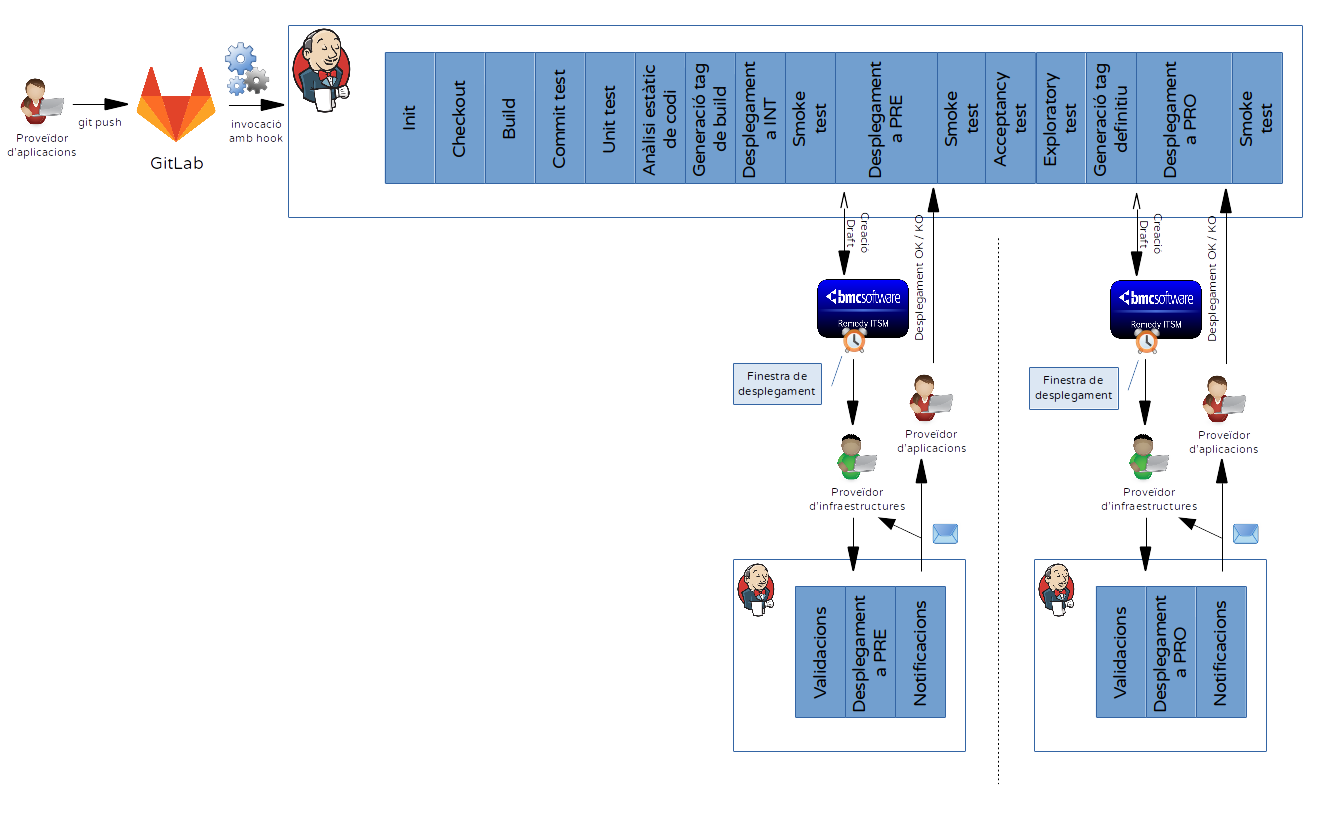 Proveïdor
d'aplicacions
git push
GitLab
invocació
amb hook
Init
Checkout
Build
Commit test
Unit test
Anàlisi estàtic
de codi
Generació tag
de build
Desplegament
a INT
Smoke
test
Desplegament
a PRE
Smoke
test
Acceptancy
test
Exploratory
test
Generació tag
definitiu
Desplegament
a PRO
Smoke
test
Creació
Draft
Desplegament OK / KO
bmcsoftware
Remedy ITSM
Finestra de
desplegament
Proveïdor
d'aplicacions
Proveïdor
d'infraestructures
Validacions
Desplegament
a PRE
Notificacions
Creació
Draft
Desplegament OK / KO
bmcsoftware
Remedy ITSM
Finestra de
desplegament
Proveïdor
d'aplicacions
Proveïdor
d'infraestructures
Validacions
Desplegament
a PRO
Notificacions